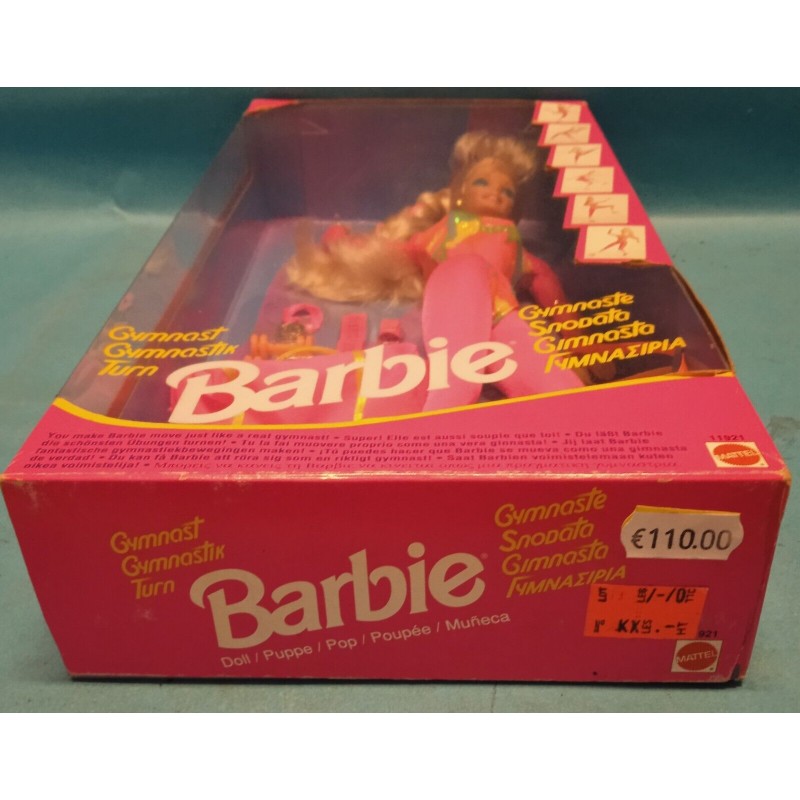 Gymnast
Gymnastik
Turn
Gymnaste
Snodata
Gimnasta
ΓΥΜΝΑΣΙΡΙΑ
Barbie
You make Barbie move just like a real gymnast! • Super! Elle est aussi souple que toi! • Du läßt Barbie
die schönsten Übungen turnen! • Tu la fai muovere proprio come una vera ginnasta! • Jij laat Barbie
fantastische gymnastiekbewegingen maken! • ¡Tú puedes hacer que Barbie se mueva como una gimnasta
de verdad! • Du kan få Barbie att röra sig som en riktigt gymnast! • Saat Barbien voimistelemaan kuten
oikea voimistelija! •
11921
MATTEL
Gymnast
Gymnastik
Turn
Gymnaste
Snodata
Gimnasta
ΓΥΜΝΑΣΙΡΙΑ
Barbie®
Doll / Puppe / Pop / Poupée / Muñeca
€110.00
921
MATTEL